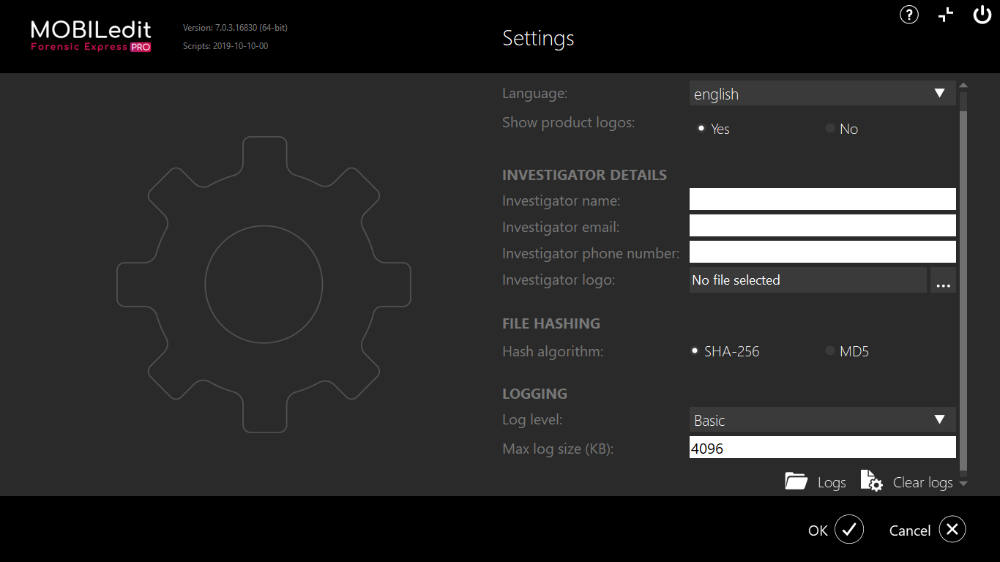 MOBILedit
Forensic Express PRO
Version: 7.0.3.16830 (64-bit)
Scripts: 2019-10-10-00
Settings
?
Language: english
Show product logos: Yes No
INVESTIGATOR DETAILS
Investigator name:
Investigator email:
Investigator phone number:
Investigator logo: No file selected ...
FILE HASHING
Hash algorithm: SHA-256 MD5
LOGGING
Log level: Basic
Max log size (KB): 4096
Logs Clear logs
OK Cancel